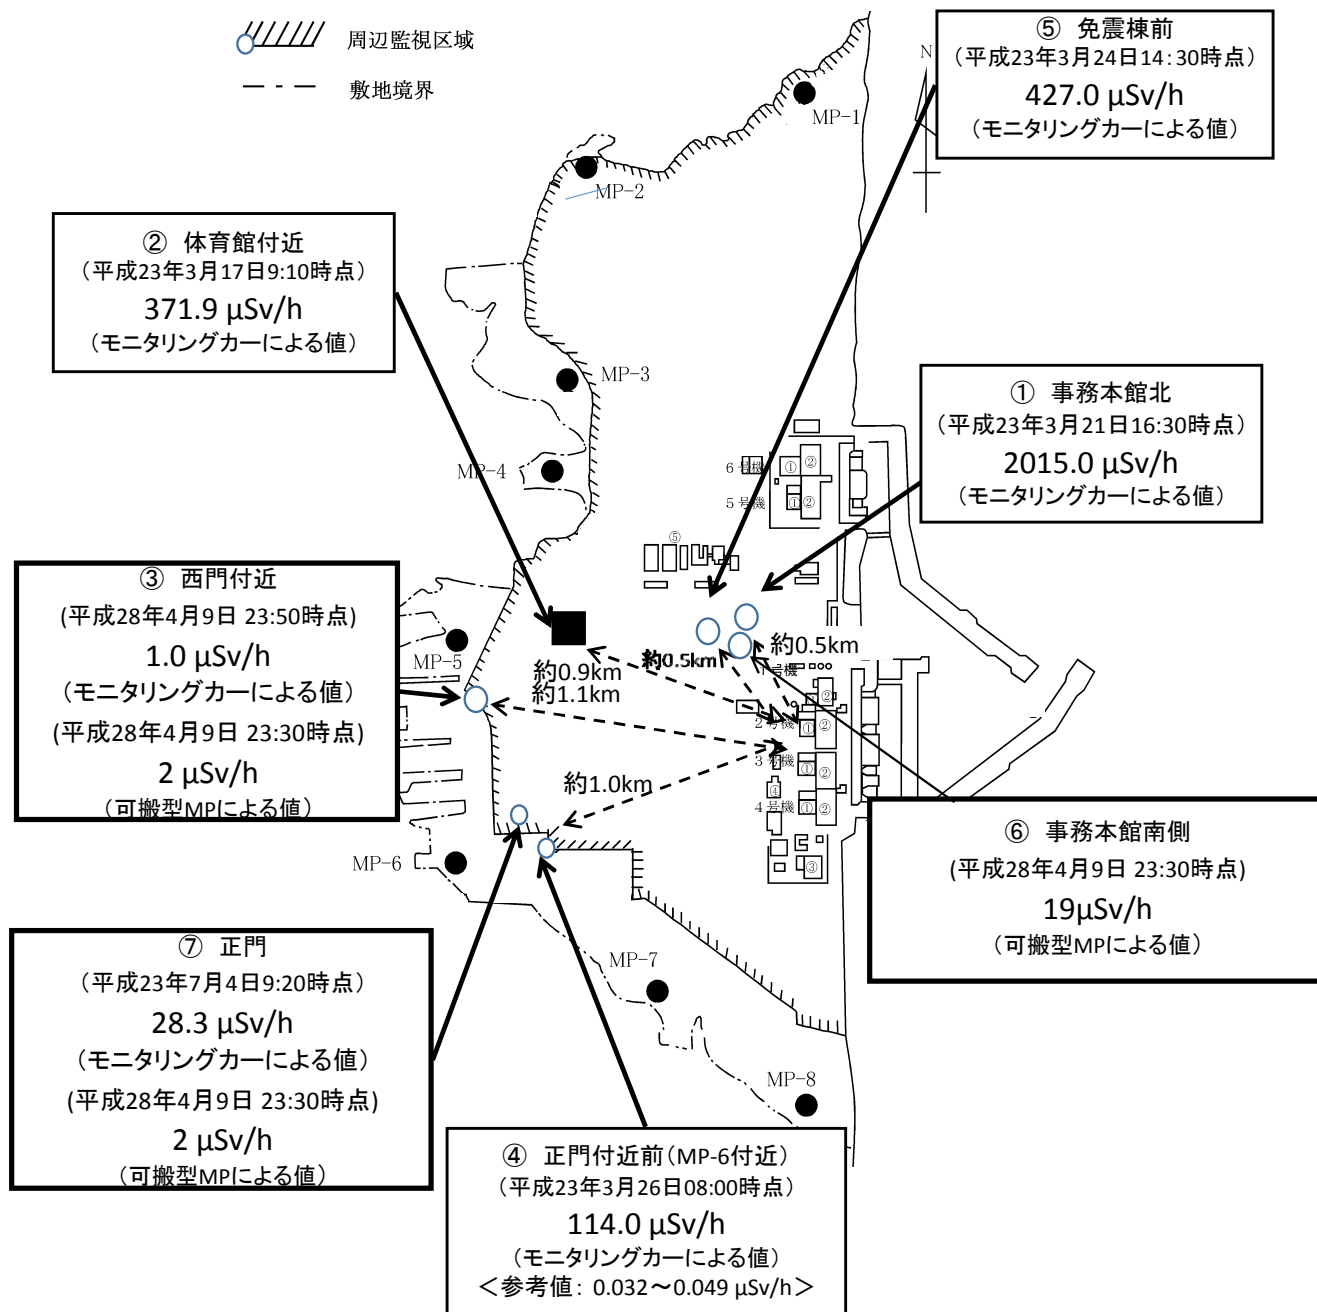 周辺監視区域
敷地境界
⑤ 免震棟前
（平成23年3月24日14:30時点）
427.0 μSv/h
（モニタリングカーによる値）
N
MP-1
MP-2
② 体育館付近
（平成23年3月17日9:10時点）
371.9 μSv/h
（モニタリングカーによる値）
MP-3
① 事務本館北
（平成23年3月21日16:30時点）
2015.0 μSv/h
（モニタリングカーによる値）
MP-4
6号機
①
②
5号機
①
②
⑤
③ 西門付近
(平成28年4月9日 23:50時点)
1.0 μSv/h
（モニタリングカーによる値）
(平成28年4月9日 23:30時点)
2 μSv/h
（可搬型MPによる値）
MP-5
約0.9km
約1.1km
約0.5km
約0.5km
1号機
②
2号機
①
②
3号機
①
②
約1.0km
④
4号機
①
②
③
MP-6
⑥ 事務本館南側
(平成28年4月9日 23:30時点)
19μSv/h
（可搬型MPによる値）
⑦ 正門
（平成23年7月4日9:20時点）
28.3 μSv/h
（モニタリングカーによる値）
(平成28年4月9日 23:30時点)
2 μSv/h
（可搬型MPによる値）
MP-7
MP-8
④ 正門付近前（MP-6付近）
（平成23年3月26日08:00時点）
114.0 μSv/h
（モニタリングカーによる値）
＜参考値： 0.032～0.049 μSv/h＞